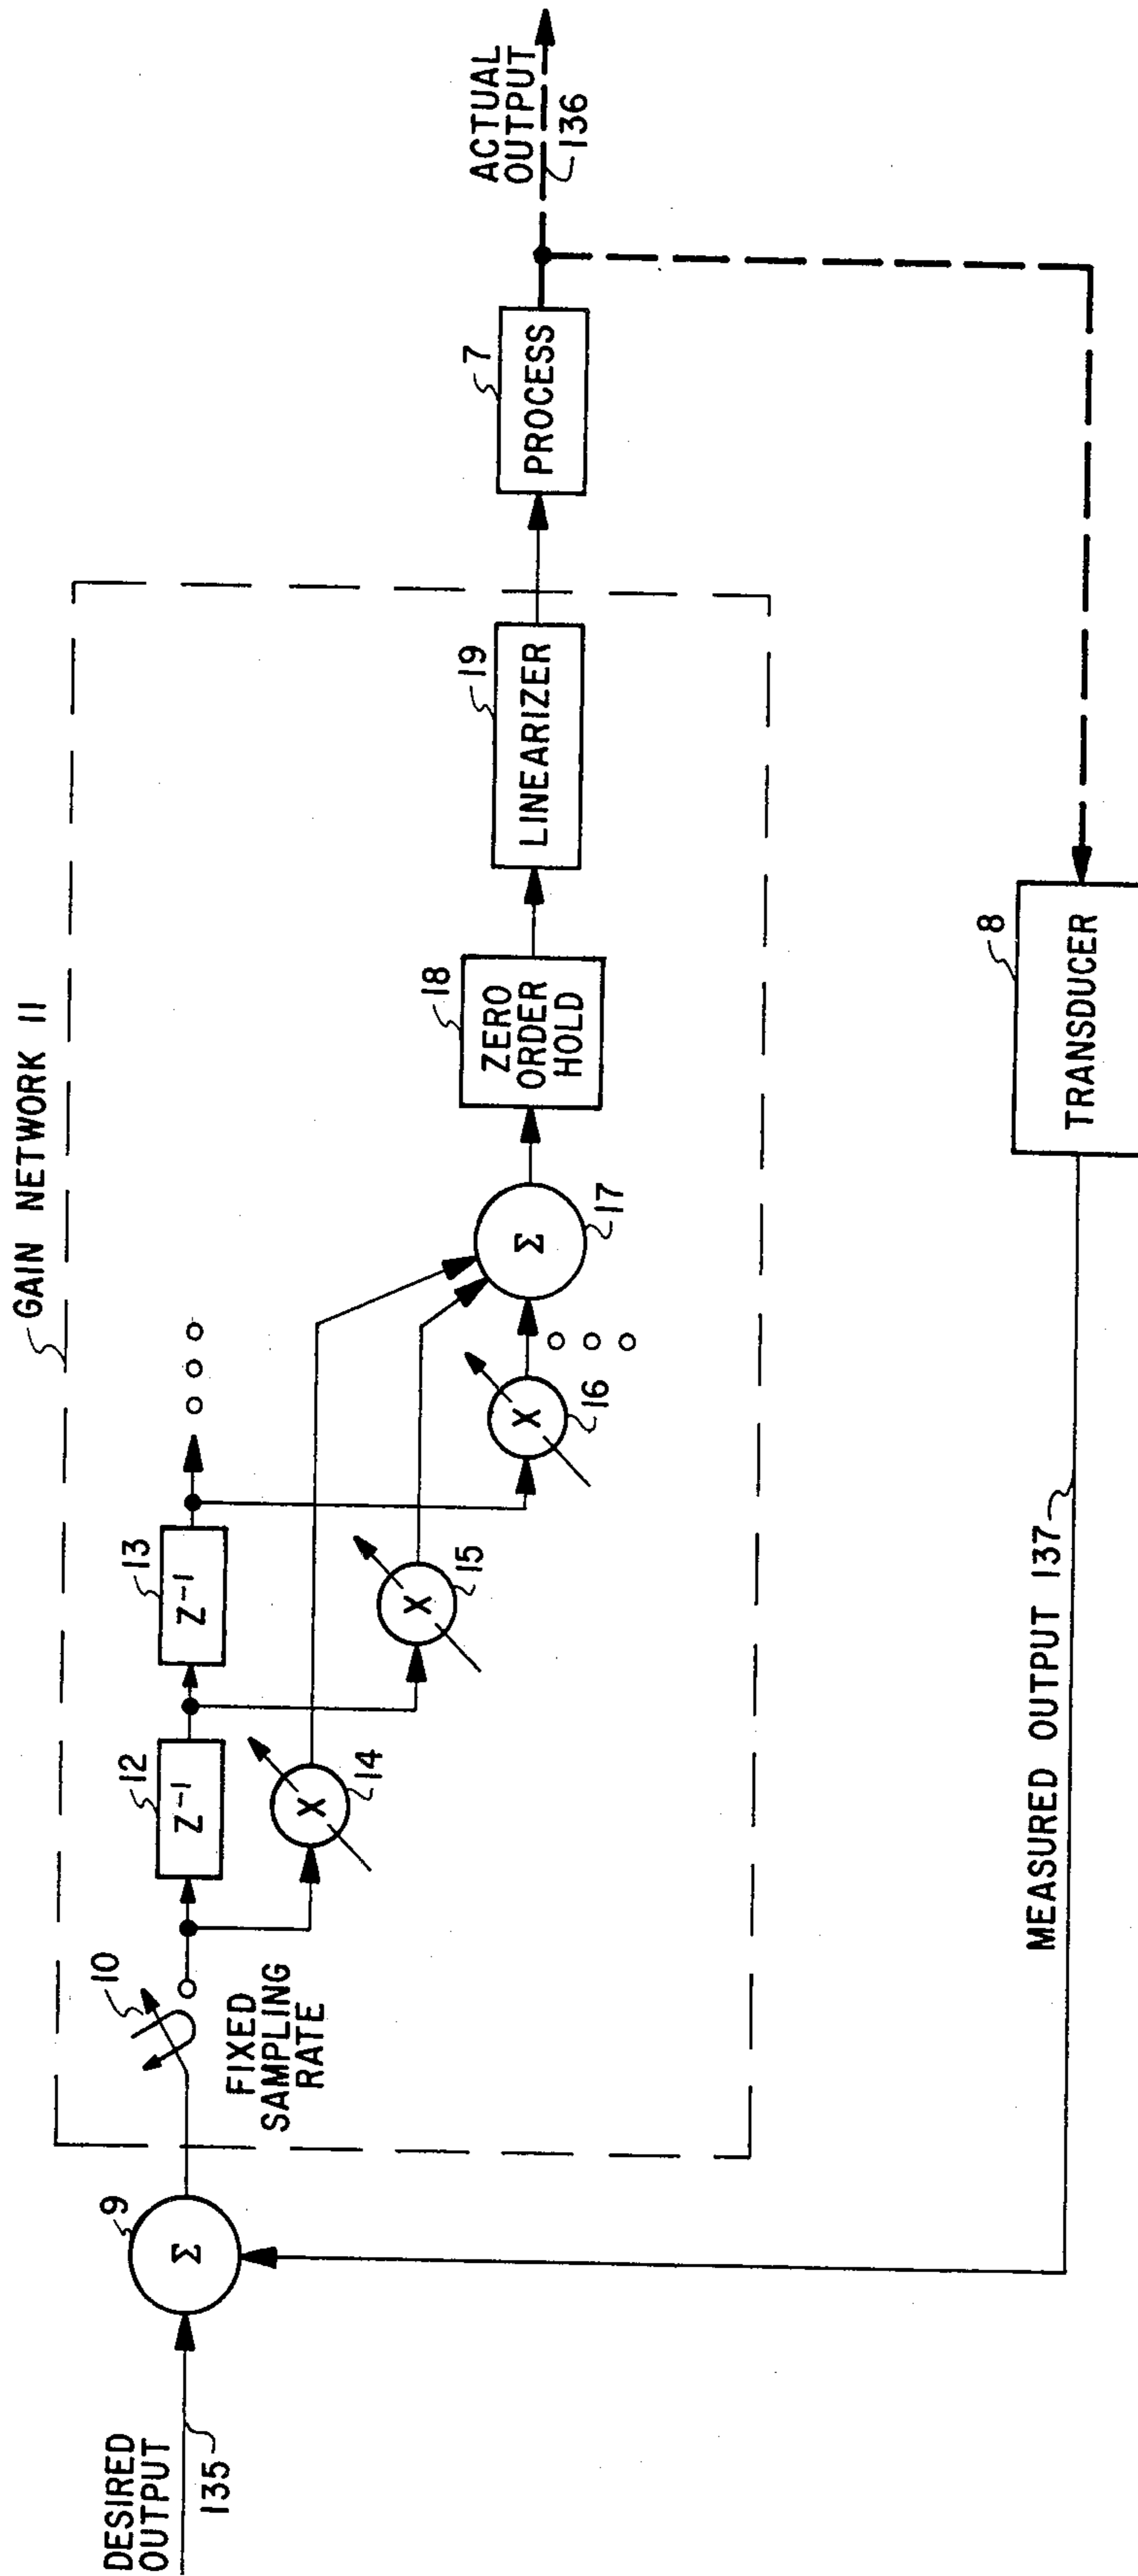 GAIN NETWORK 11
DESIRED
OUTPUT
135
9
Σ
10
FIXED
SAMPLING
RATE
12
Z⁻¹
13
Z⁻¹
X
14
X
15
X
16
Σ
17
18
ZERO
ORDER
HOLD
19
LINEARIZER
7
PROCESS
ACTUAL
OUTPUT
136
8
TRANSDUCER
MEASURED OUTPUT 137